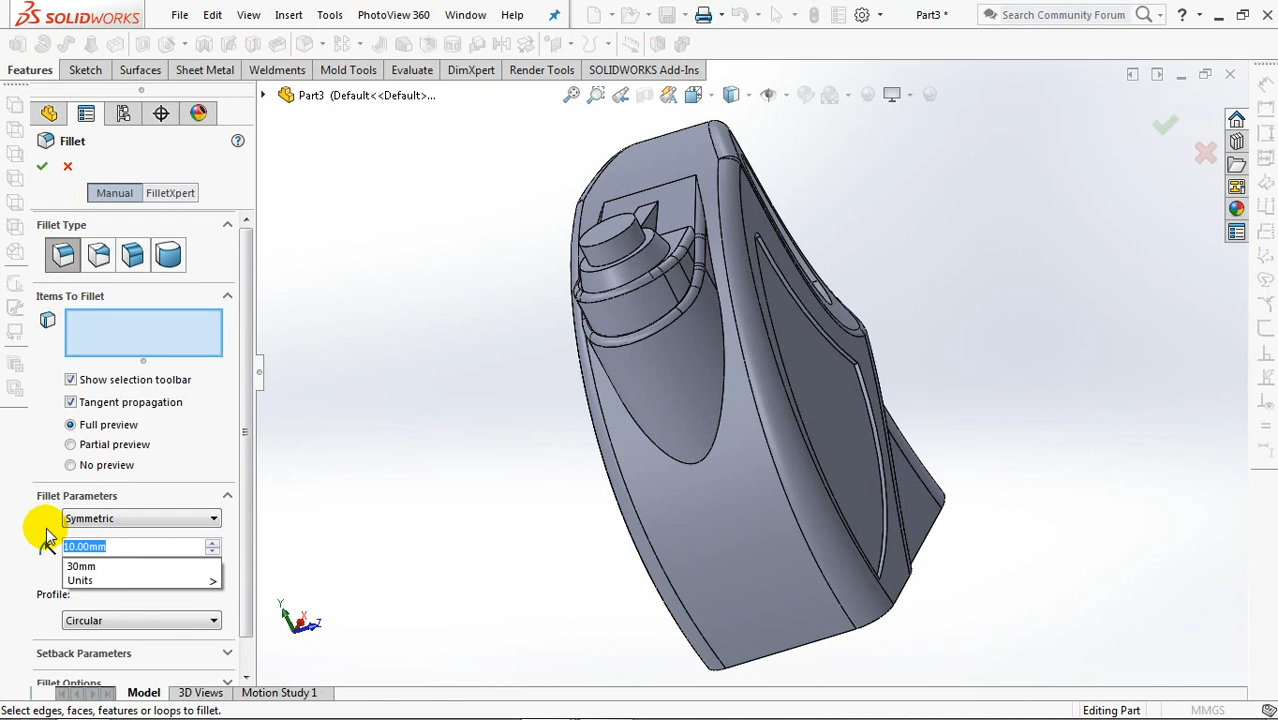 SOLIDWORKS File Edit View Insert Tools PhotoView 360 Window Help Part3 * Search Community Forum ?
Features Sketch Surfaces Sheet Metal Weldments Mold Tools Evaluate DimXpert Render Tools SOLIDWORKS Add-Ins
Part3 (Default<<Default>...
Fillet ?
Manual FilletXpert
Fillet Type
Items To Fillet
Show selection toolbar
Tangent propagation
Full preview
Partial preview
No preview
Fillet Parameters
Symmetric
10.00mm
30mm
Units >
Profile:
Circular
Y X Z
Setback Parameters
Fillet Options
Model 3D Views Motion Study 1
Select edges, faces, features or loops to fillet. Editing Part MMGS